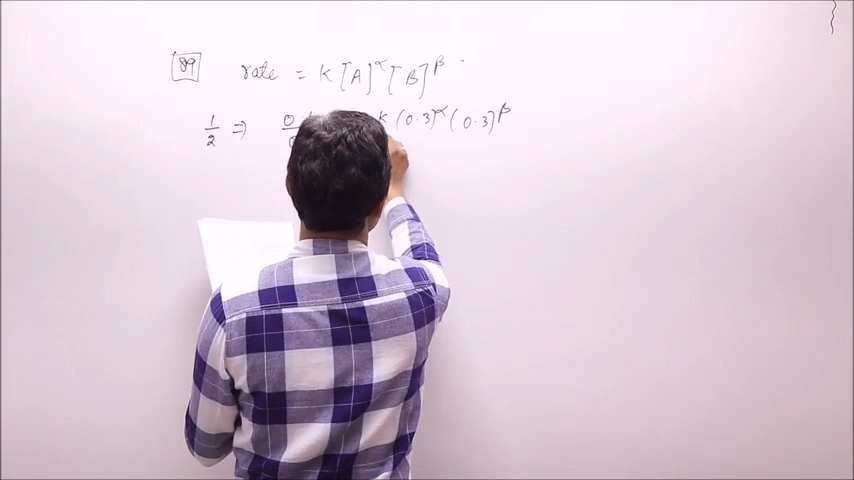 89 rate = K [A]^α [B]^β
1/2 ⇒ K (0.3)^α (0.3)^β